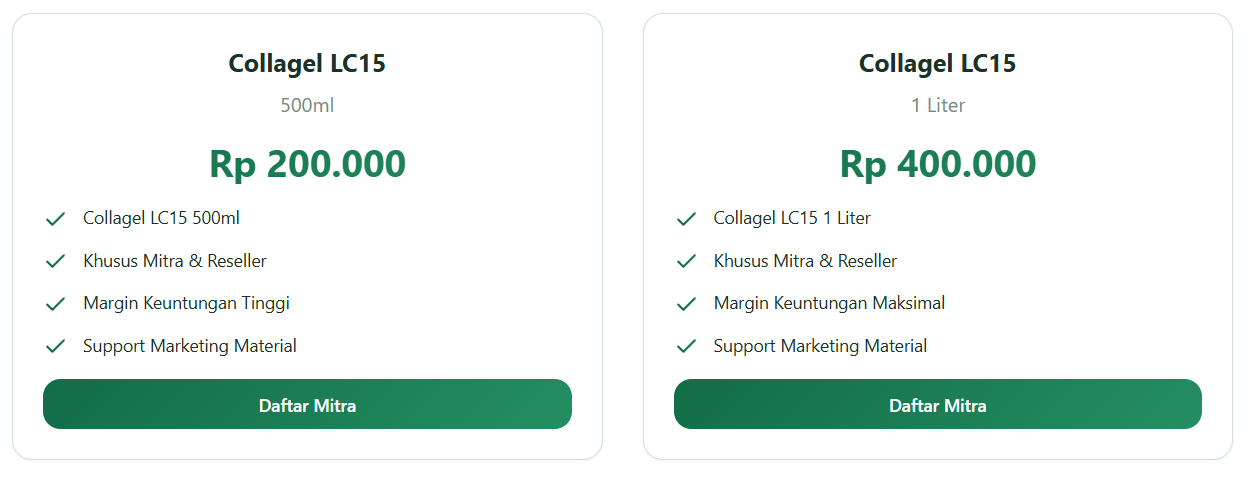 Collagel LC15
500ml
Rp 200.000
Collagel LC15 500ml
Khusus Mitra & Reseller
Margin Keuntungan Tinggi
Support Marketing Material
Daftar Mitra
Collagel LC15
1 Liter
Rp 400.000
Collagel LC15 1 Liter
Khusus Mitra & Reseller
Margin Keuntungan Maksimal
Support Marketing Material
Daftar Mitra